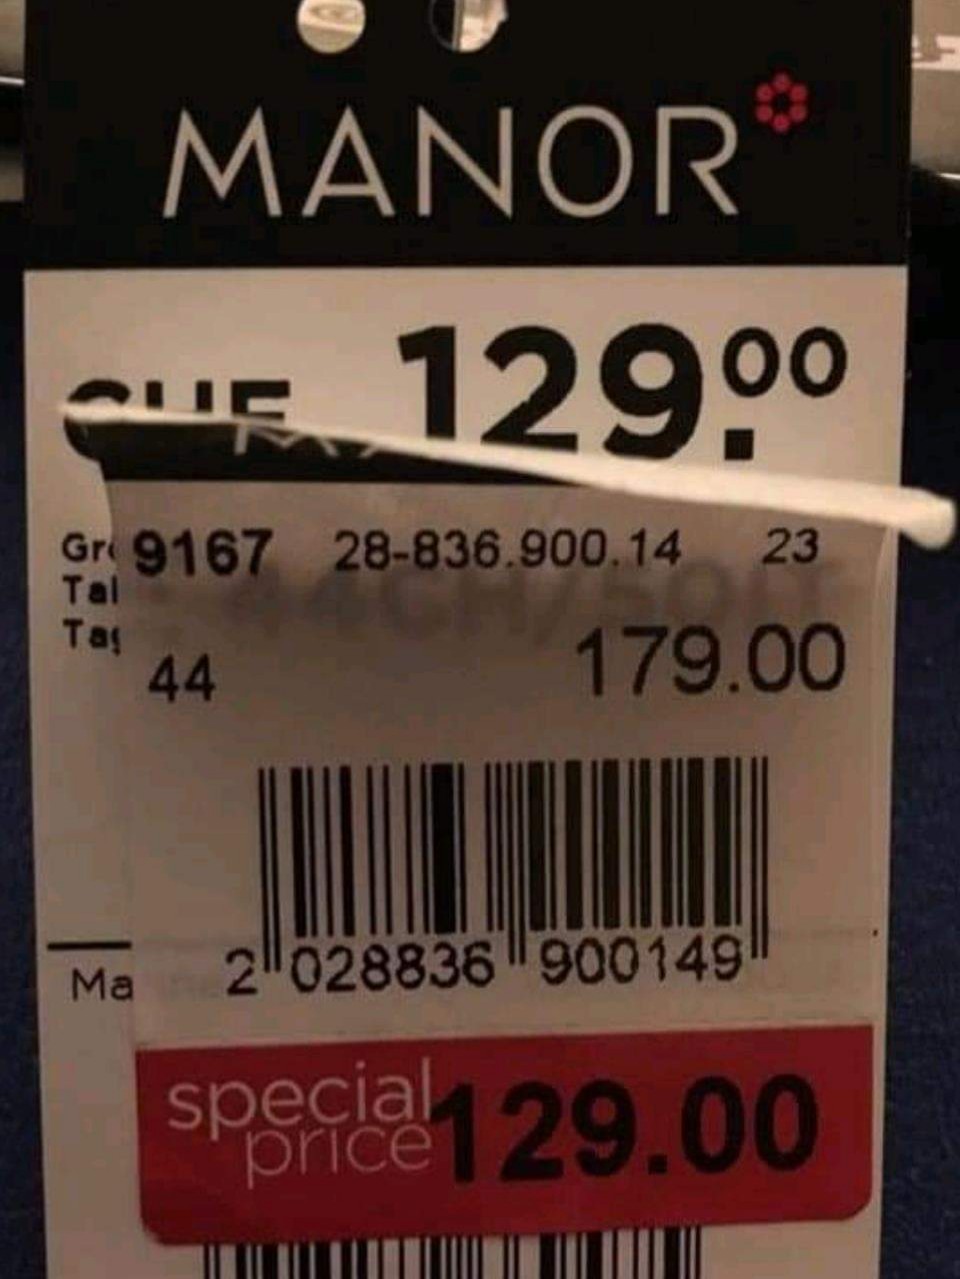 MANOR
CHF 129.00
9167 28-836.900.14 23
44 179.00
2 028836 900149
special
price 129.00